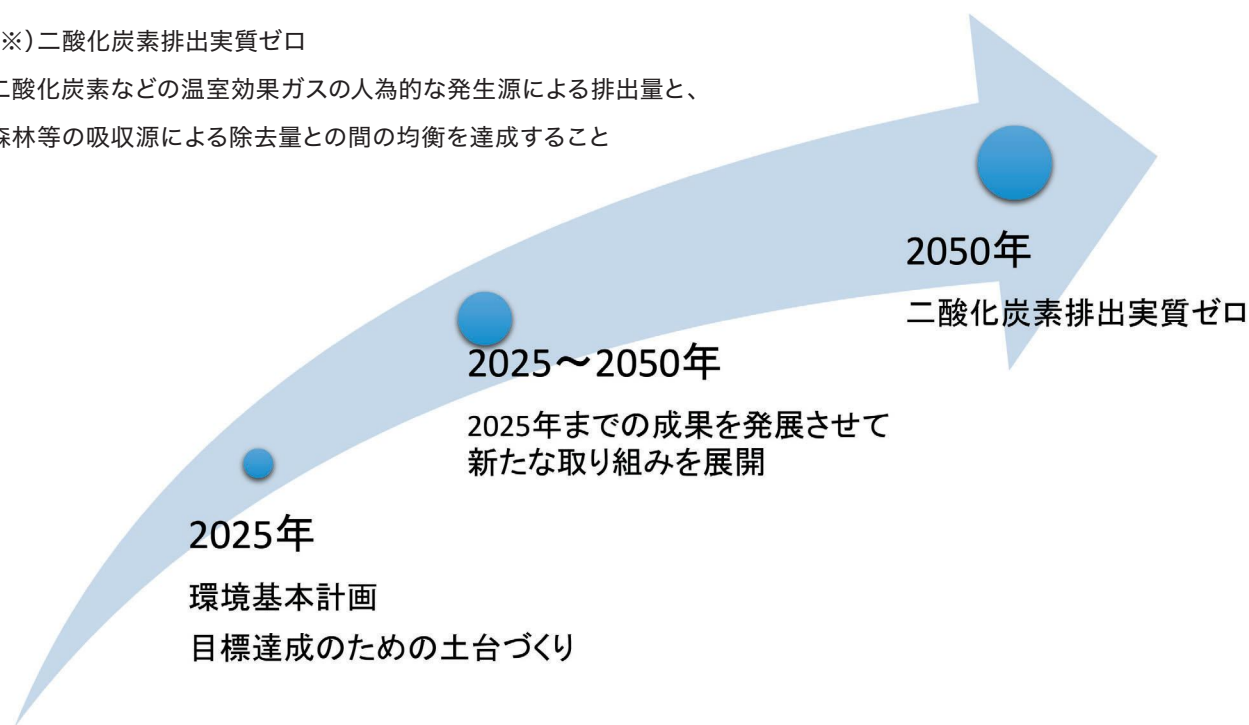 ※)二酸化炭素排出実質ゼロ
二酸化炭素などの温室効果ガスの人為的な発生源による排出量と、
森林等の吸収源による除去量との間の均衡を達成すること
2050年
二酸化炭素排出実質ゼロ
2025～2050年
2025年までの成果を発展させて
新たな取り組みを展開
2025年
環境基本計画
目標達成のための土台づくり